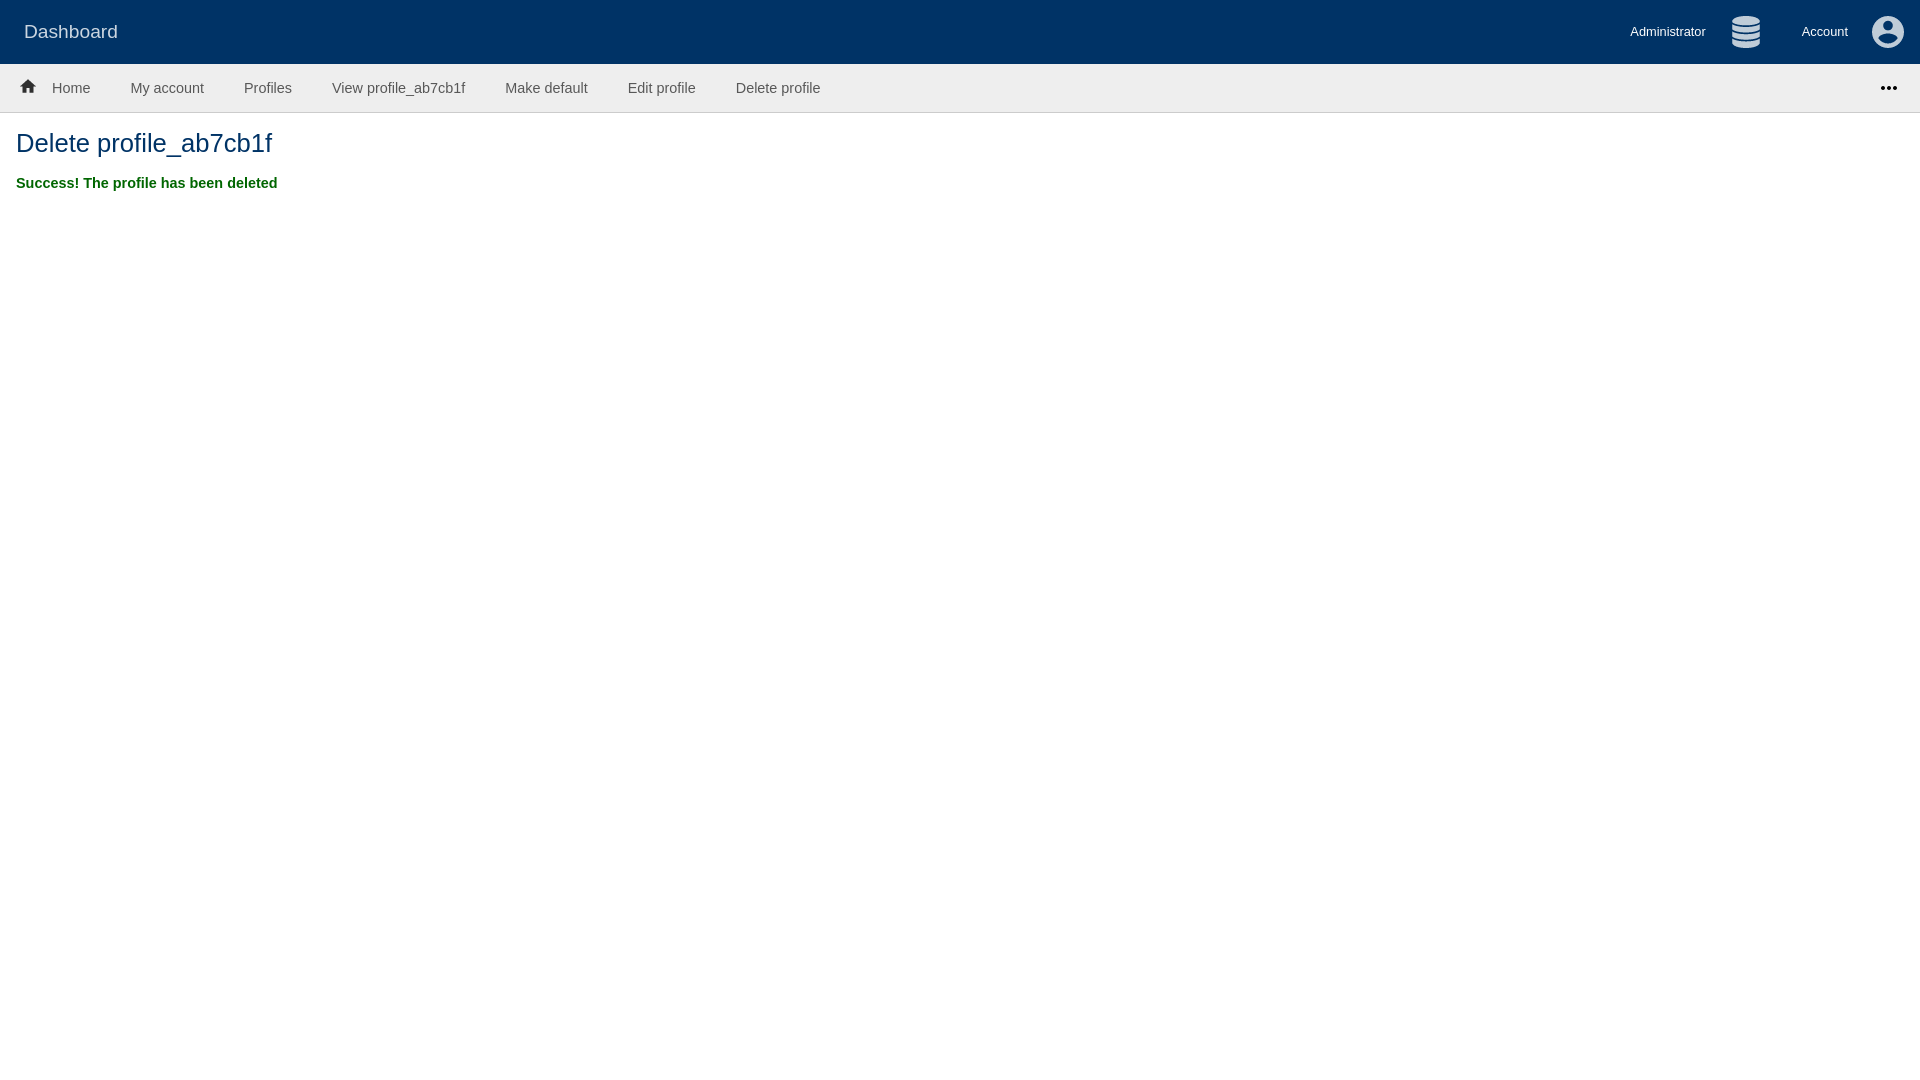 Dashboard
Administrator
Account
Home
My account
Profiles
View profile_ab7cb1f
Make default
Edit profile
Delete profile
Delete profile_ab7cb1f
Success! The profile has been deleted